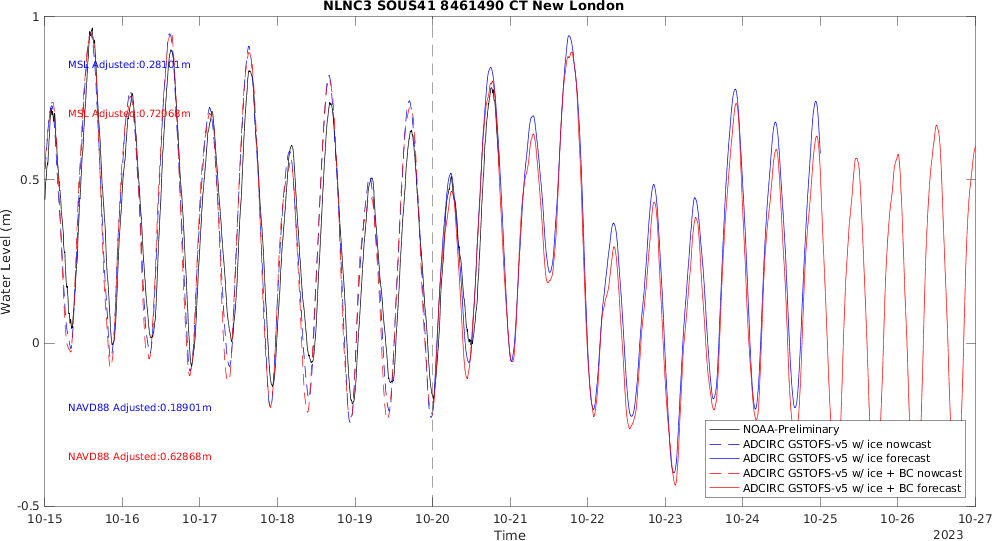 NLNC3 SOUS41 8461490 CT New London
1
MSL Adjusted:0.28101m
MSL Adjusted:0.72068m
0.5
Water Level (m)
0
NAVD88 Adjusted:0.18901m
NAVD88 Adjusted:0.62868m
NOAA-Preliminary
ADCIRC GSTOFS-v5 w/ ice nowcast
ADCIRC GSTOFS-v5 w/ ice forecast
ADCIRC GSTOFS-v5 w/ ice + BC nowcast
ADCIRC GSTOFS-v5 w/ ice + BC forecast
-0.5
10-15 10-16 10-17 10-18 10-19 10-20 10-21 10-22 10-23 10-24 10-25 10-26 10-27
Time
2023